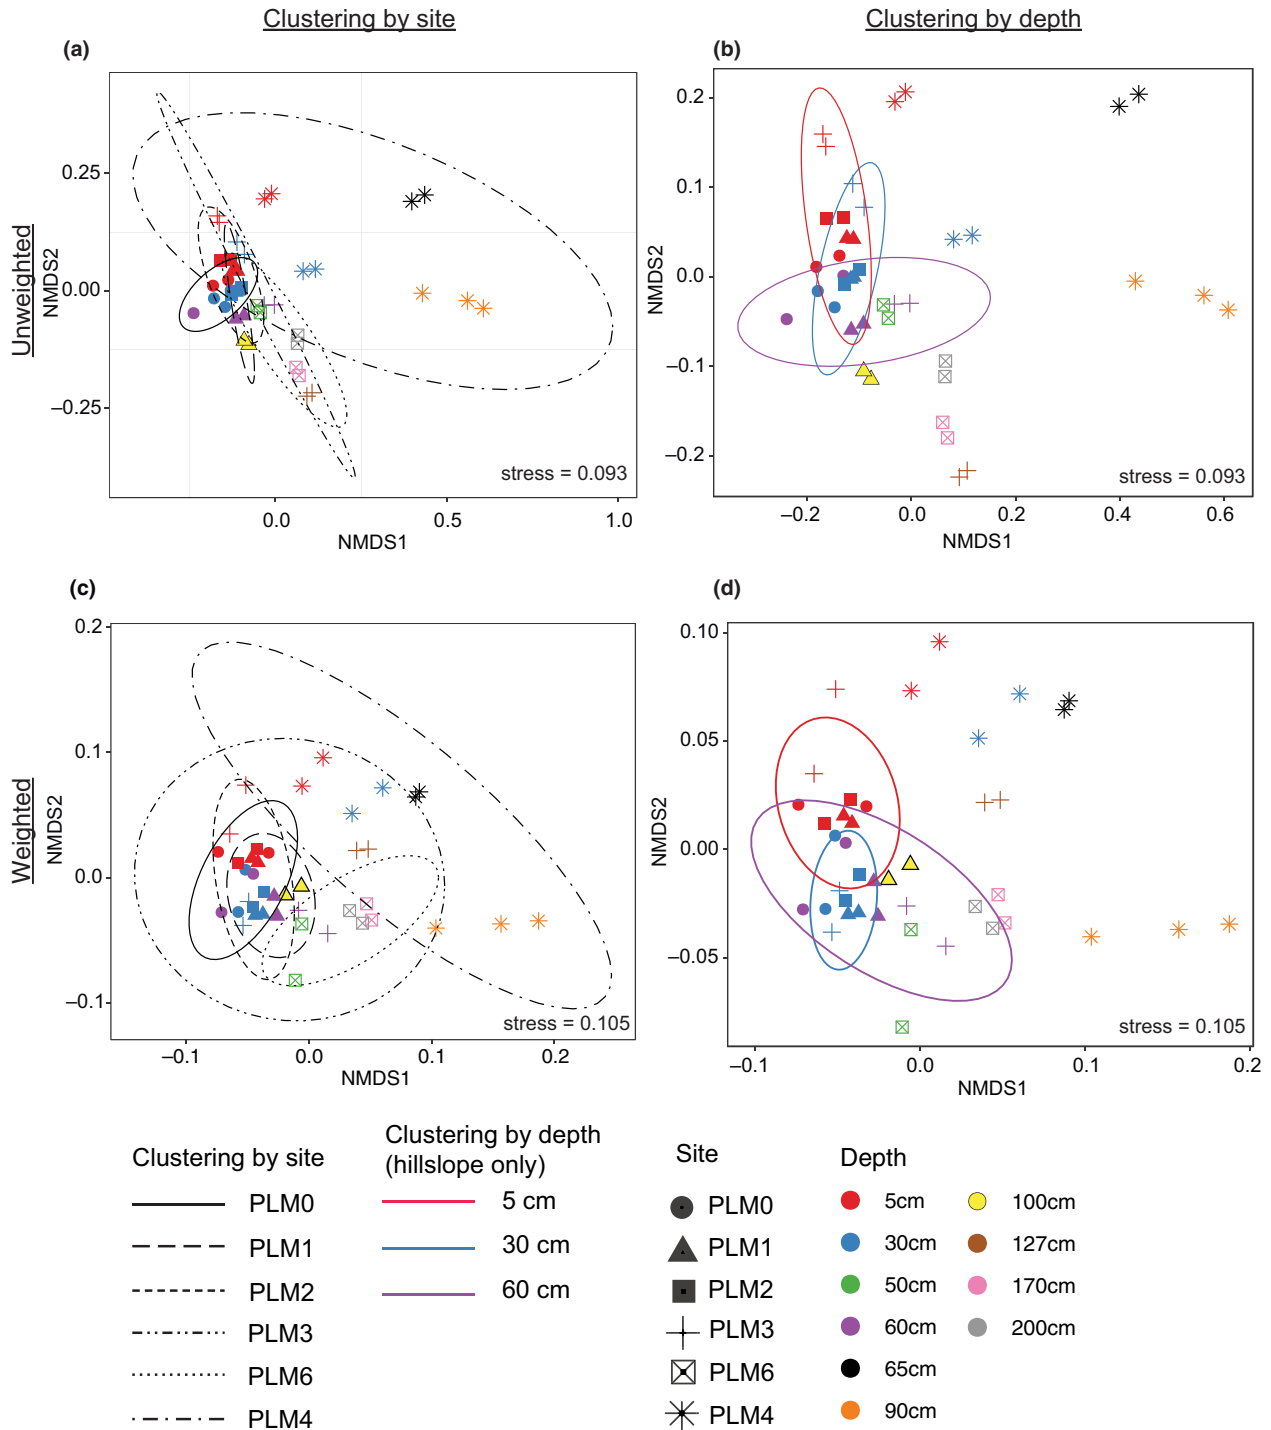 Clustering by site
Clustering by depth
(a)
(b)
Unweighted
NMDS2
0.25
0.00
–0.25
stress = 0.093
0.0
0.5
1.0
NMDS1
NMDS2
0.2
0.1
0.0
–0.1
–0.2
stress = 0.093
–0.2
0.0
0.2
0.4
0.6
NMDS1
(c)
(d)
Weighted
NMDS2
0.2
0.1
0.0
–0.1
stress = 0.105
–0.1
0.0
0.1
0.2
NMDS1
NMDS2
0.10
0.05
0.00
–0.05
stress = 0.105
–0.1
0.0
0.1
0.2
NMDS1
Clustering by site
PLM0
PLM1
PLM2
PLM3
PLM6
PLM4
Clustering by depth
(hillslope only)
5 cm
30 cm
60 cm
Site
PLM0
PLM1
PLM2
PLM3
PLM6
PLM4
Depth
5cm
30cm
50cm
60cm
65cm
90cm
100cm
127cm
170cm
200cm